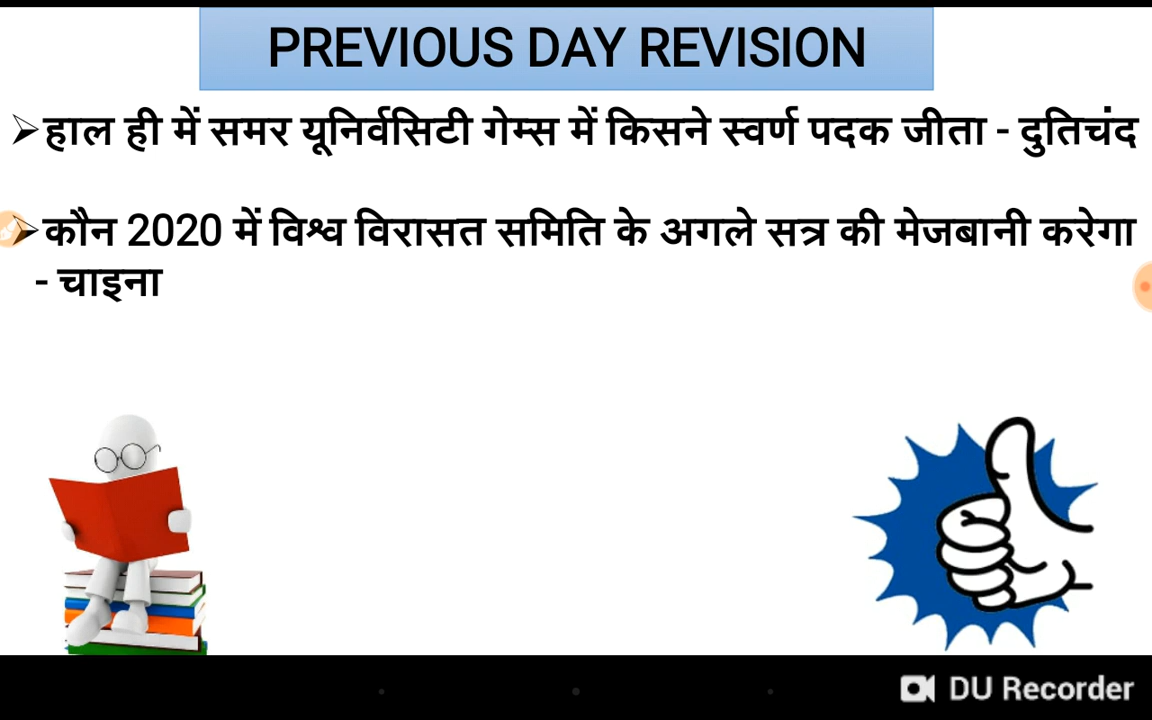 PREVIOUS DAY REVISION
➢हाल ही में समर यूनिर्वसिटी गेम्स में किसने स्वर्ण पदक जीता - दुतिचंद
➢कौन 2020 में विश्व विरासत समिति के अगले सत्र की मेजबानी करेगा
- चाइना
DU Recorder